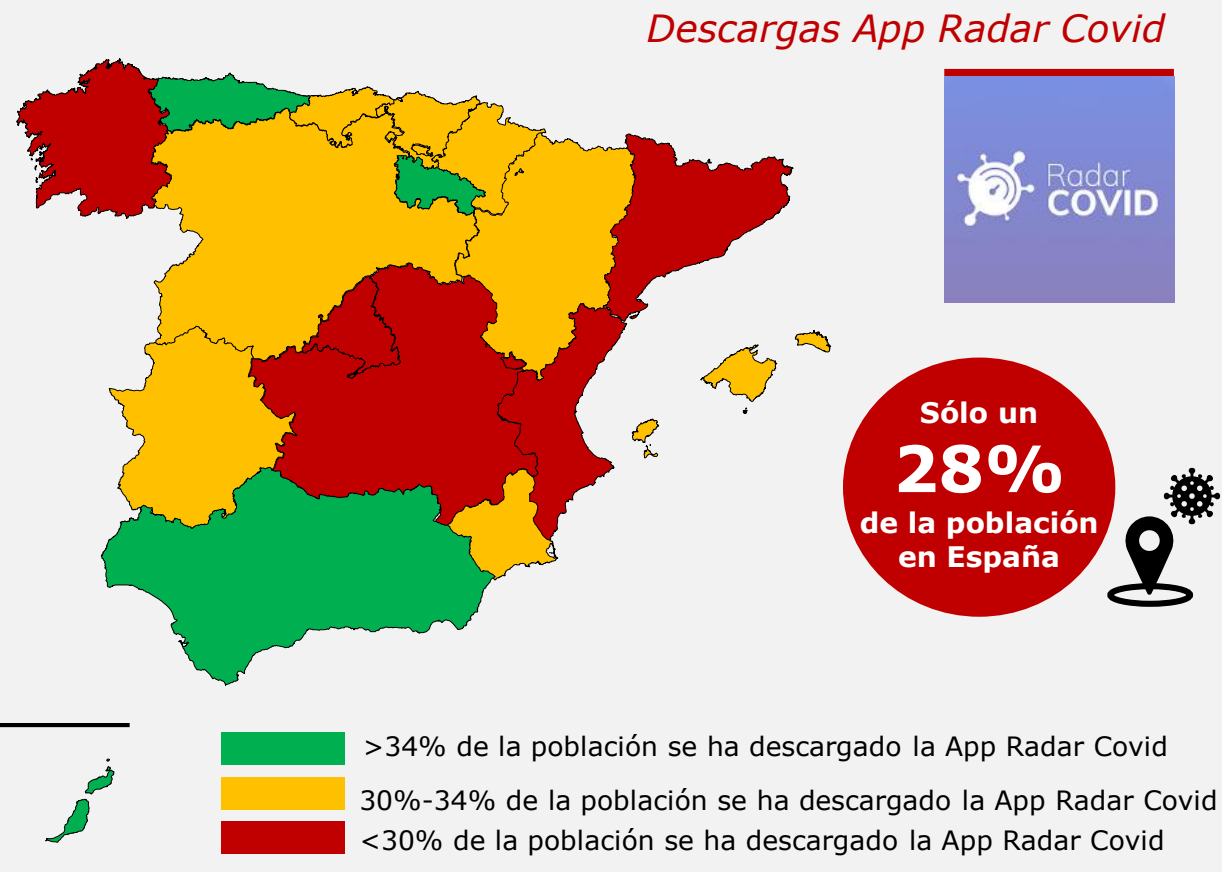 Descargas App Radar Covid
Radar
COVID
Sólo un
28%
de la población
en España
>34% de la población se ha descargado la App Radar Covid
30%-34% de la población se ha descargado la App Radar Covid
<30% de la población se ha descargado la App Radar Covid